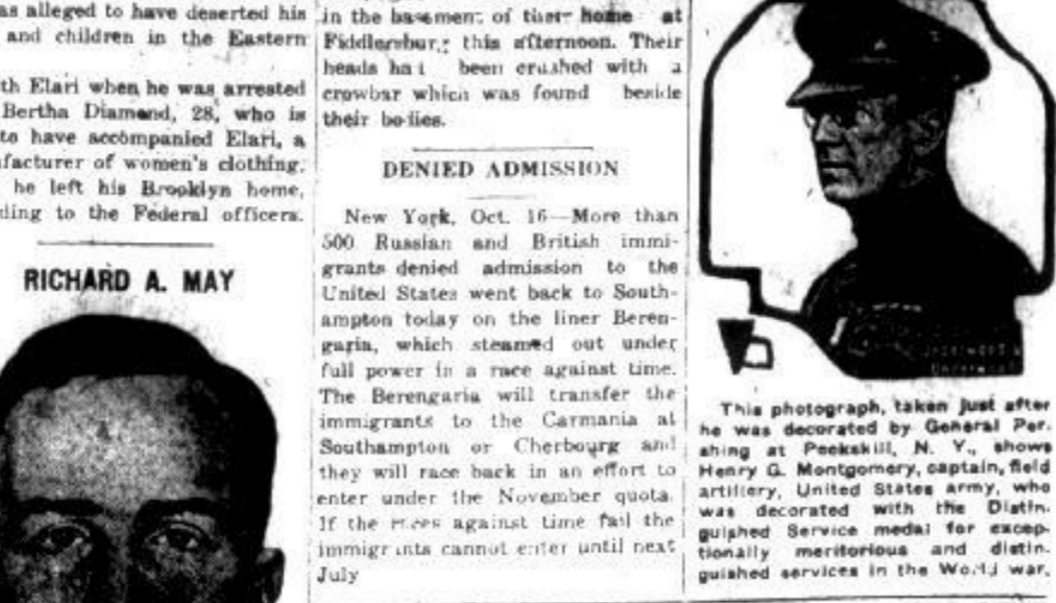 as alleged to have deserted his
and children in the Eastern
th Elari when he was arrested
Bertha Diamond, 28, who is
to have accompanied Elari, a
ufacturer of women's clothing.
he left his Brooklyn home,
ding to the Federal officers.
RICHARD A. MAY
in the basement of their home at
Fiddlersburg this afternoon. Their
heads had been crushed with a
crowbar which was found beside
their bodies.
DENIED ADMISSION
New York, Oct. 16—More than
500 Russian and British immi-
grants denied admission to the
United States went back to South-
ampton today on the liner Beren-
garia, which steamed out under
full power in a race against time.
The Berengaria will transfer the
immigrants to the Carmania at
Southampton or Cherbourg and
they will race back in an effort to
enter under the November quota.
If the races against time fail the
immigrants cannot enter until next
July
Underwood &
Underwood
This photograph, taken just after
he was decorated by General Per-
shing at Peekskill, N. Y., shows
Henry G. Montgomery, captain, field
artillery, United States army, who
was decorated with the Distin-
guished Service medal for excep-
tionally meritorious and distin-
guished services in the World war.